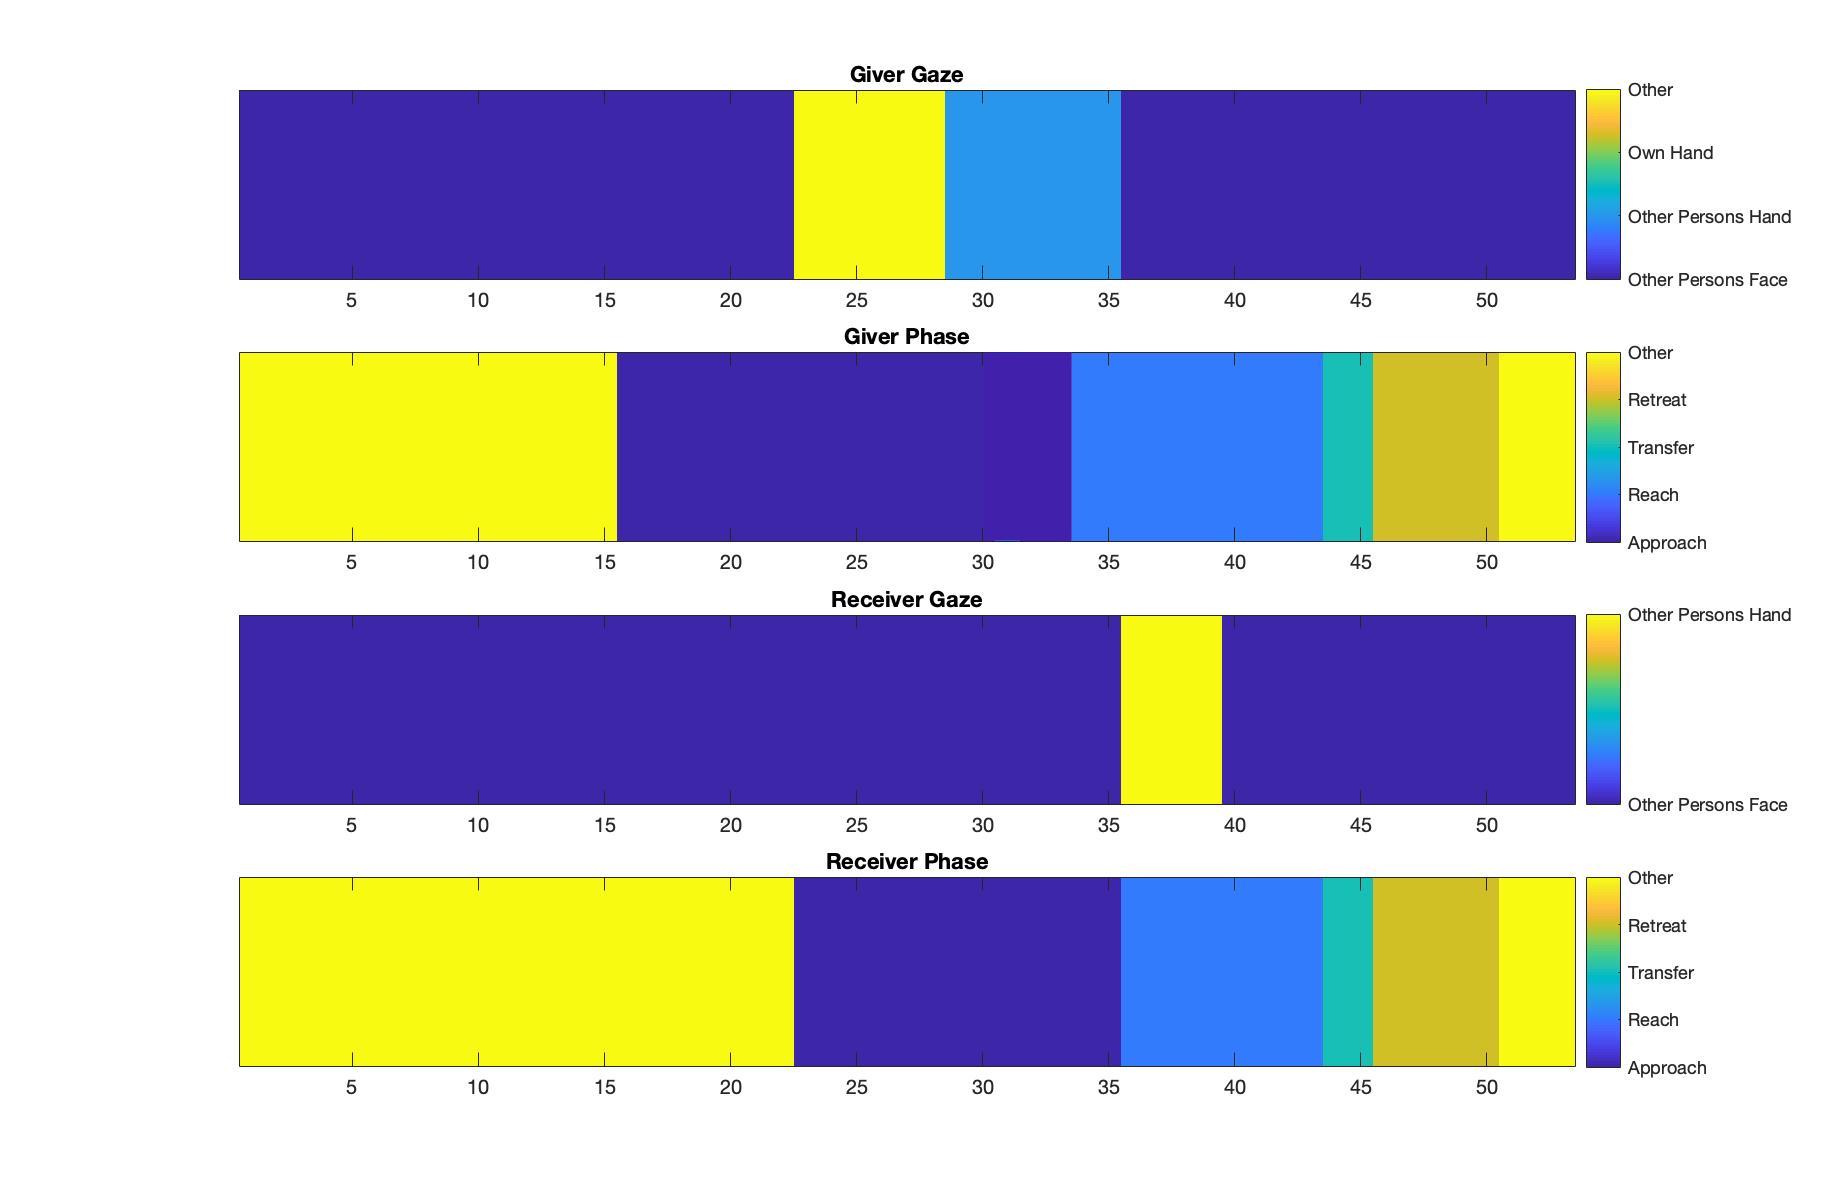 Giver Gaze
Other
Own Hand
Other Persons Hand
Other Persons Face
5 10 15 20 25 30 35 40 45 50
Giver Phase
Other
Retreat
Transfer
Reach
Approach
5 10 15 20 25 30 35 40 45 50
Receiver Gaze
Other Persons Hand
Other Persons Face
5 10 15 20 25 30 35 40 45 50
Receiver Phase
Other
Retreat
Transfer
Reach
Approach
5 10 15 20 25 30 35 40 45 50